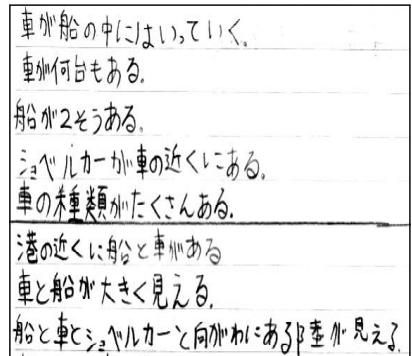 車が船の中にはいっていく。
車が何台もある。
船が2そうある。
ショベルカーが車の近くにある。
車の種類がたくさんある。
港の近くに船と車がある
車と船が大きく見える。
船と車とショベルカーと向がわにある陸が見える